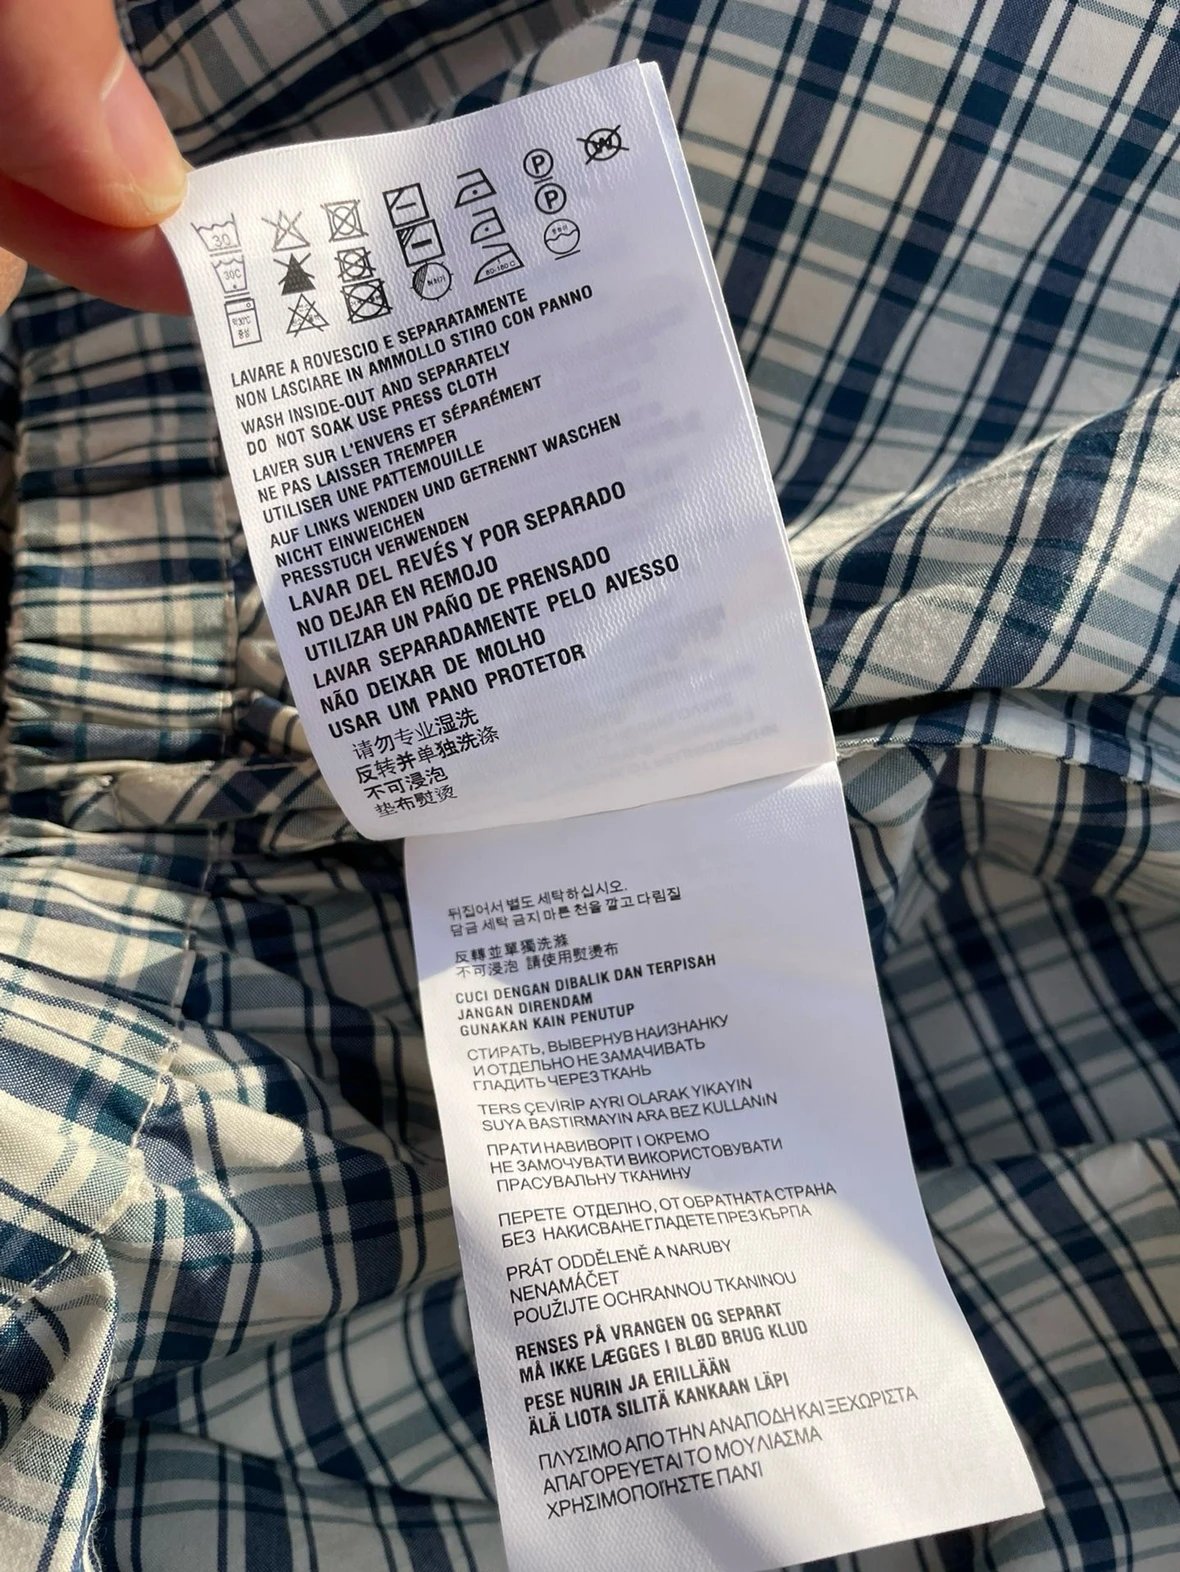 30
P
W
30C
P
약30℃
중성
80-160 C
LAVARE A ROVESCIO E SEPARATAMENTE
NON LASCIARE IN AMMOLLO STIRO CON PANNO
WASH INSIDE-OUT AND SEPARATELY
DO NOT SOAK USE PRESS CLOTH
LAVER SUR L'ENVERS ET SÉPARÉMENT
NE PAS LAISSER TREMPER
UTILISER UNE PATTEMOUILLE
AUF LINKS WENDEN UND GETRENNT WASCHEN
NICHT EINWEICHEN
PRESSTUCH VERWENDEN
LAVAR DEL REVÉS Y POR SEPARADO
NO DEJAR EN REMOJO
UTILIZAR UN PAÑO DE PRENSADO
LAVAR SEPARADAMENTE PELO AVESSO
NÃO DEIXAR DE MOLHO
USAR UM PANO PROTETOR
请勿专业湿洗
反转并单独洗涤
不可浸泡
垫布熨烫
뒤집어서 별도 세탁하십시오.
담금 세탁 금지 마른 천을 깔고 다림질
反轉並單獨洗滌
不可浸泡 請使用熨燙布
CUCI DENGAN DIBALIK DAN TERPISAH
JANGAN DIRENDAM
GUNAKAN KAIN PENUTUP
СТИРАТЬ, ВЫВЕРНУВ НАИЗНАНКУ
И ОТДЕЛЬНО НЕ ЗАМАЧИВАТЬ
ГЛАДИТЬ ЧЕРЕЗ ТКАНЬ
TERS ÇEVİRİP AYRI OLARAK YIKAYIN
SUYA BASTIRMAYIN ARA BEZ KULLANIN
ПРАТИ НАВИВОРІТ І ОКРЕМО
НЕ ЗАМОЧУВАТИ ВИКОРИСТОВУВАТИ
ПРАСУВАЛЬНУ ТКАНИНУ
ПЕРЕТЕ ОТДЕЛНО, ОТ ОБРАТНАТА СТРАНА
БЕЗ НАКИСВАНЕ ГЛАДЕТЕ ПРЕЗ КЪРПА
PRÁT ODDĚLENĚ A NARUBY
NENAMÁČET
POUŽIJTE OCHRANNOU TKANINOU
RENSES PÅ VRANGEN OG SEPARAT
MÅ IKKE LÆGGES I BLØD BRUG KLUD
PESE NURIN JA ERILLÄÄN
ÄLÄ LIOTA SILITÄ KANKAAN LÄPI
ΠΛΥΣΙΜΟ ΑΠΟ ΤΗΝ ΑΝΑΠΟΔΗ ΚΑΙ ΞΕΧΩΡΙΣΤΑ
ΑΠΑΓΟΡΕΥΕΤΑΙ ΤΟ ΜΟΥΛΙΑΣΜΑ
ΧΡΗΣΙΜΟΠΟΊΗΣΤΕ ΠΑΝΊ